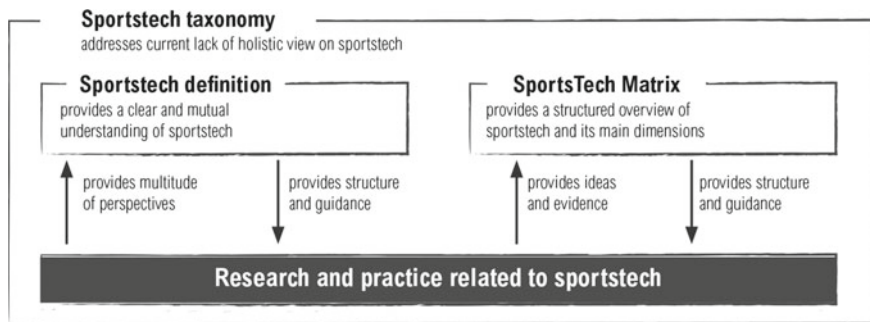 Sportstech taxonomy
addresses current lack of holistic view on sportstech
Sportstech definition
provides a clear and mutual
understanding of sportstech
SportsTech Matrix
provides a structured overview of
sportstech and its main dimensions
provides multitude
of perspectives
provides structure
and guidance
provides ideas
and evidence
provides structure
and guidance
Research and practice related to sportstech